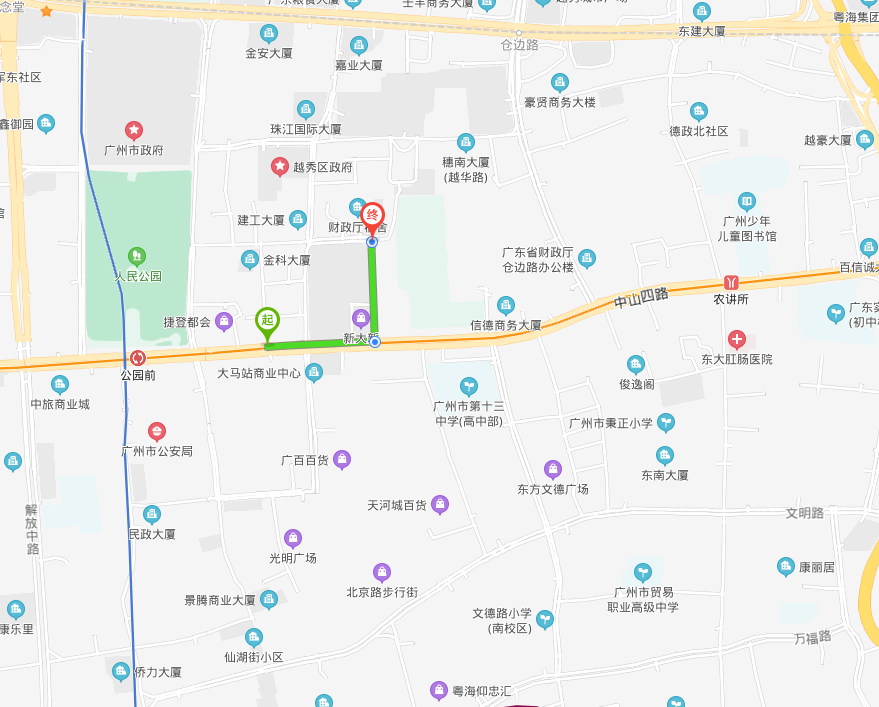 念堂
广东粮食大厦
壬丰商务大厦
粤海集团
东建大厦
仓边路
金安大厦
嘉业大厦
军东社区
豪贤商务大楼
鑫御园
珠江国际大厦
德政北社区
广州市政府
越豪大厦
穗南大厦
(越华路)
越秀区政府
建工大厦
财政厅宿舍
终
广州少年
儿童图书馆
人民公园
金科大厦
广东省财政厅
仓边路办公楼
百信诚
农讲所
中山四路
捷登都会
起
新大新
信德商务大厦
广东实
(初中校
公园前
大马站商业中心
东大肛肠医院
俊逸阁
中旅商业城
广州市第十三
中学(高中部)
广州市秉正小学
广州市公安局
广百百货
东南大厦
东方文德广场
天河城百货
解放中路
文明路
民政大厦
光明广场
康丽居
北京路步行街
广州市贸易
职业高级中学
景腾商业大厦
文德路小学
(南校区)
康乐里
万福路
仙湖街小区
侨力大厦
粤海仰忠汇